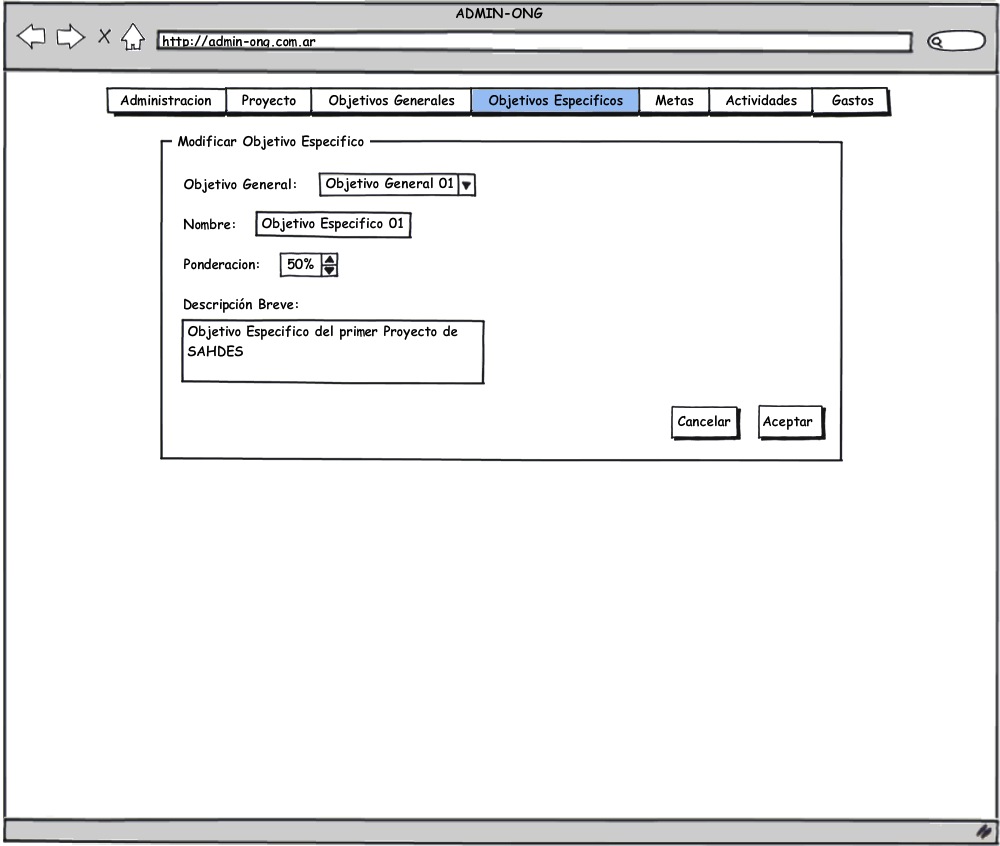 ADMIN-ONG
http://admin-ong.com.ar
Administracion Proyecto Objetivos Generales Objetivos Especificos Metas Actividades Gastos
Modificar Objetivo Especifico
Objetivo General: Objetivo General 01
Nombre: Objetivo Especifico 01
Ponderacion: 50%
Descripción Breve:
Objetivo Especifico del primer Proyecto de
SAHDES
Cancelar Aceptar